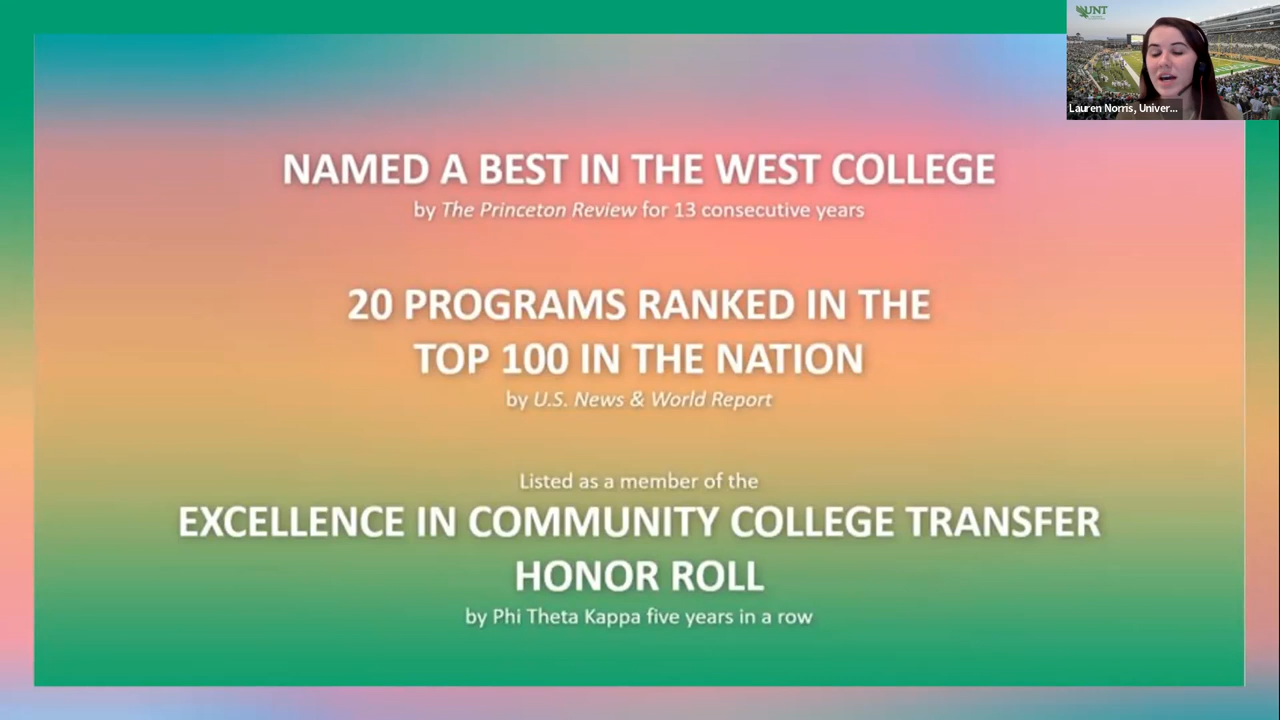 UNT
Lauren Norris, Univer...
NAMED A BEST IN THE WEST COLLEGE
by The Princeton Review for 13 consecutive years
20 PROGRAMS RANKED IN THE
TOP 100 IN THE NATION
by U.S. News & World Report
Listed as a member of the
EXCELLENCE IN COMMUNITY COLLEGE TRANSFER
HONOR ROLL
by Phi Theta Kappa five years in a row